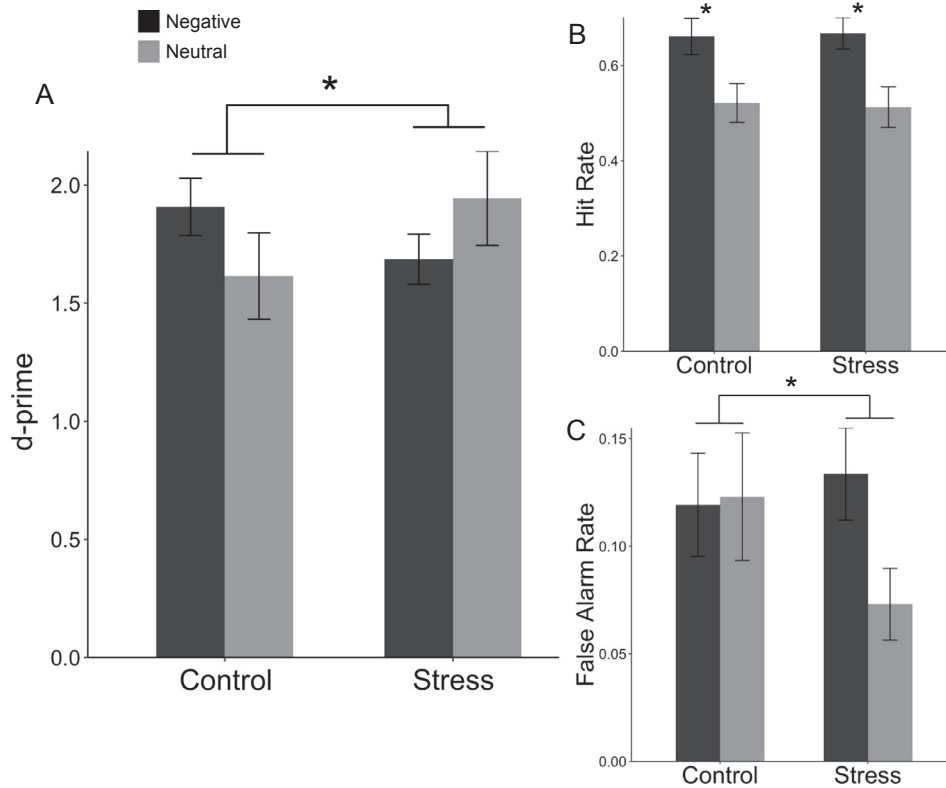 Negative
Neutral
A
*
d-prime
2.0
1.5
1.0
0.5
0.0
Control
Stress
B
*
*
Hit Rate
0.6
0.4
0.2
0.0
Control
Stress
C
*
False Alarm Rate
0.15
0.10
0.05
0.00
Control
Stress